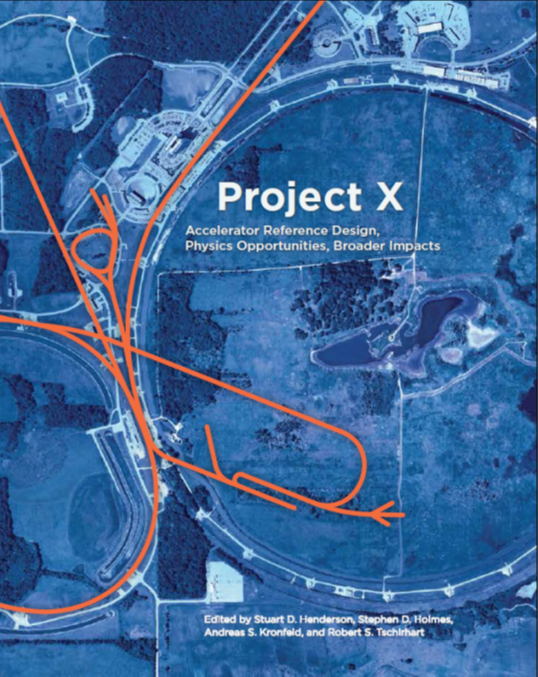 Project X
Accelerator Reference Design,
Physics Opportunities, Broader Impacts
Edited by Stuart D. Henderson, Stephen D. Holmes,
Andreas S. Kronfeld, and Robert S. Tschirhart